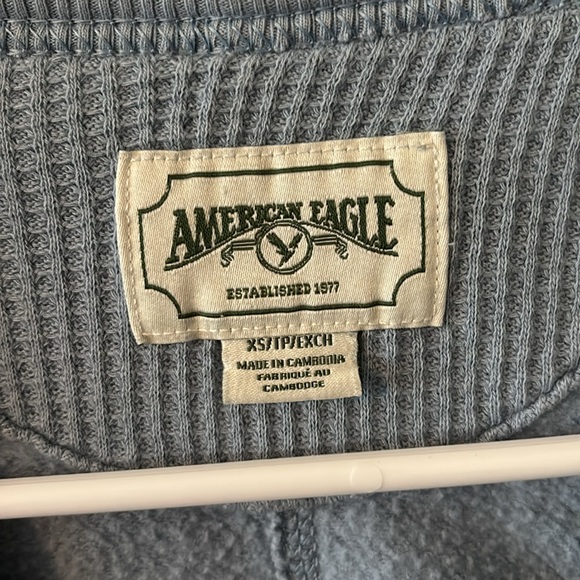 AMERICAN EAGLE
ESTABLISHED 1977
XS/TP/EXCH
MADE IN CAMBODIA
FABRIQUÉ AU
CAMBODGE